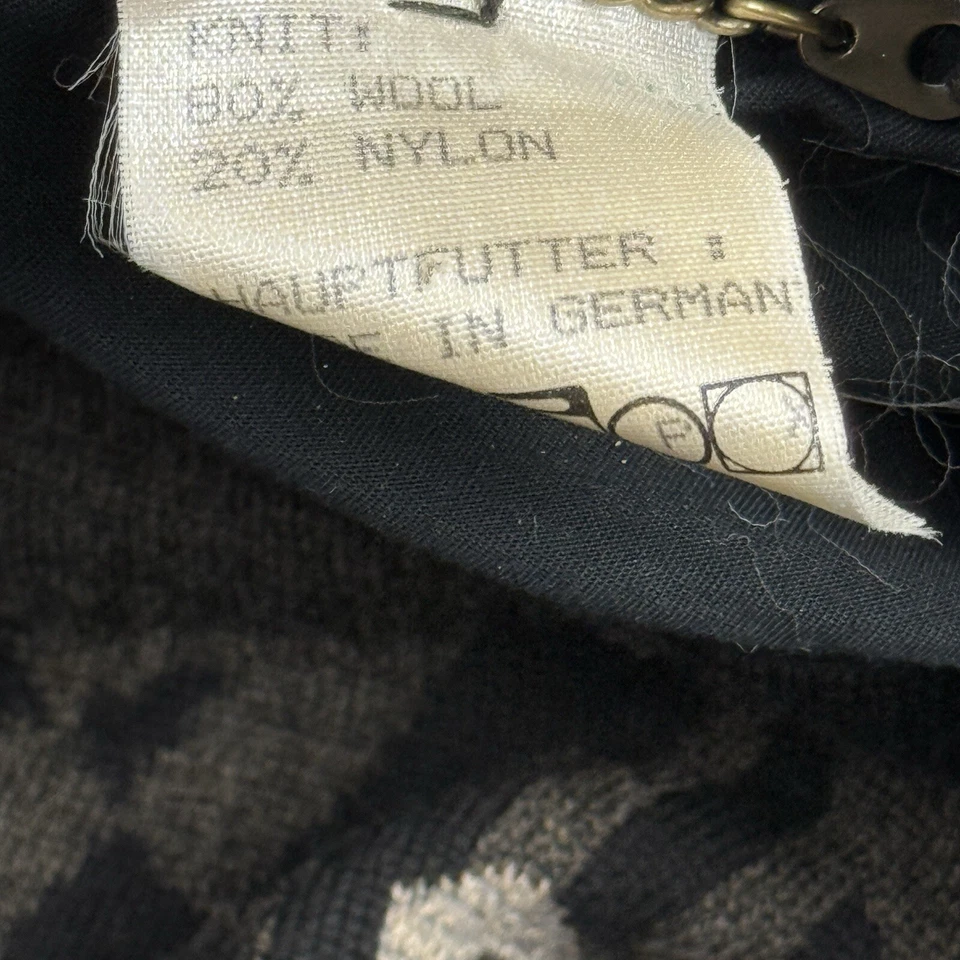 KNIT:
80% WOOL
20% NYLON
HAUPTFUTTER :
IN GERMAN
P